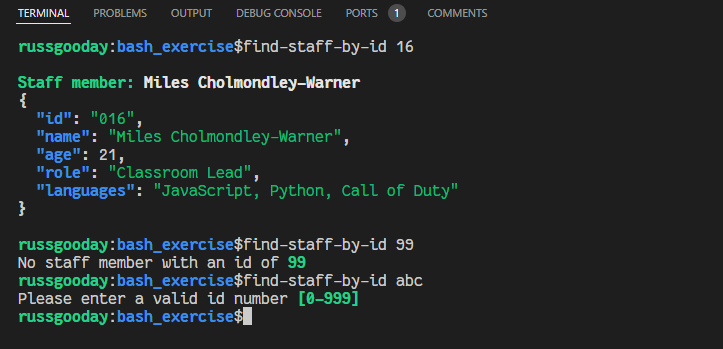 TERMINAL PROBLEMS OUTPUT DEBUG CONSOLE PORTS 1 COMMENTS
russgooday:bash_exercise$find-staff-by-id 16
Staff member: Miles Cholmondley-Warner
{
  "id": "016",
  "name": "Miles Cholmondley-Warner",
  "age": 21,
  "role": "Classroom Lead",
  "languages": "JavaScript, Python, Call of Duty"
}
russgooday:bash_exercise$find-staff-by-id 99
No staff member with an id of 99
russgooday:bash_exercise$find-staff-by-id abc
Please enter a valid id number [0-999]
russgooday:bash_exercise$